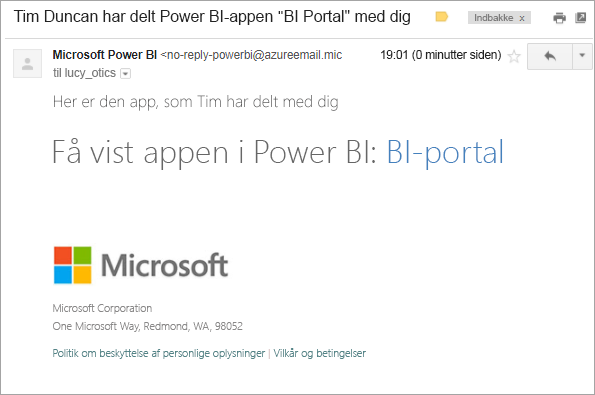 Tim Duncan har delt Power BI-appen "BI Portal" med dig
Indbakke x
Microsoft Power BI <no-reply-powerbi@azureemail.mic 19:01 (0 minutter siden)
til lucy_otics
Her er den app, som Tim har delt med dig
Få vist appen i Power BI: BI-portal
Microsoft
Microsoft Corporation
One Microsoft Way, Redmond, WA, 98052
Politik om beskyttelse af personlige oplysninger | Vilkår og betingelser